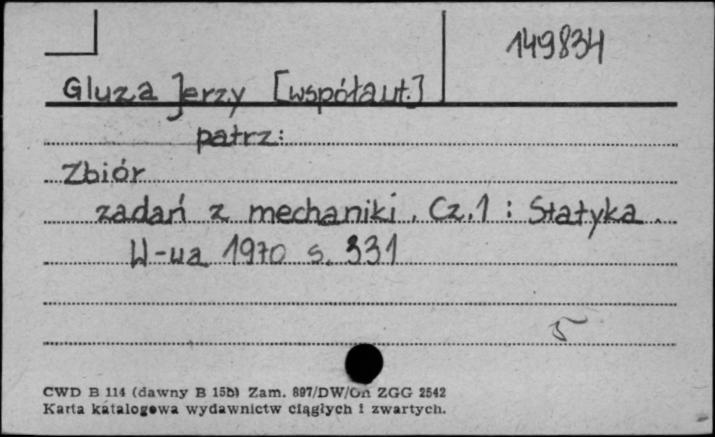 149834
Gluza Jerzy [współaut.]
patrz:
Zbiór
zadań z mechaniki. Cz.1 : Statyka.
W-wa 1970 s. 331
5
CWD B 114 (dawny B 15b) Zam. 897/DW/On ZGG 2542
Karta katalogowa wydawnictw ciągłych i zwartych.